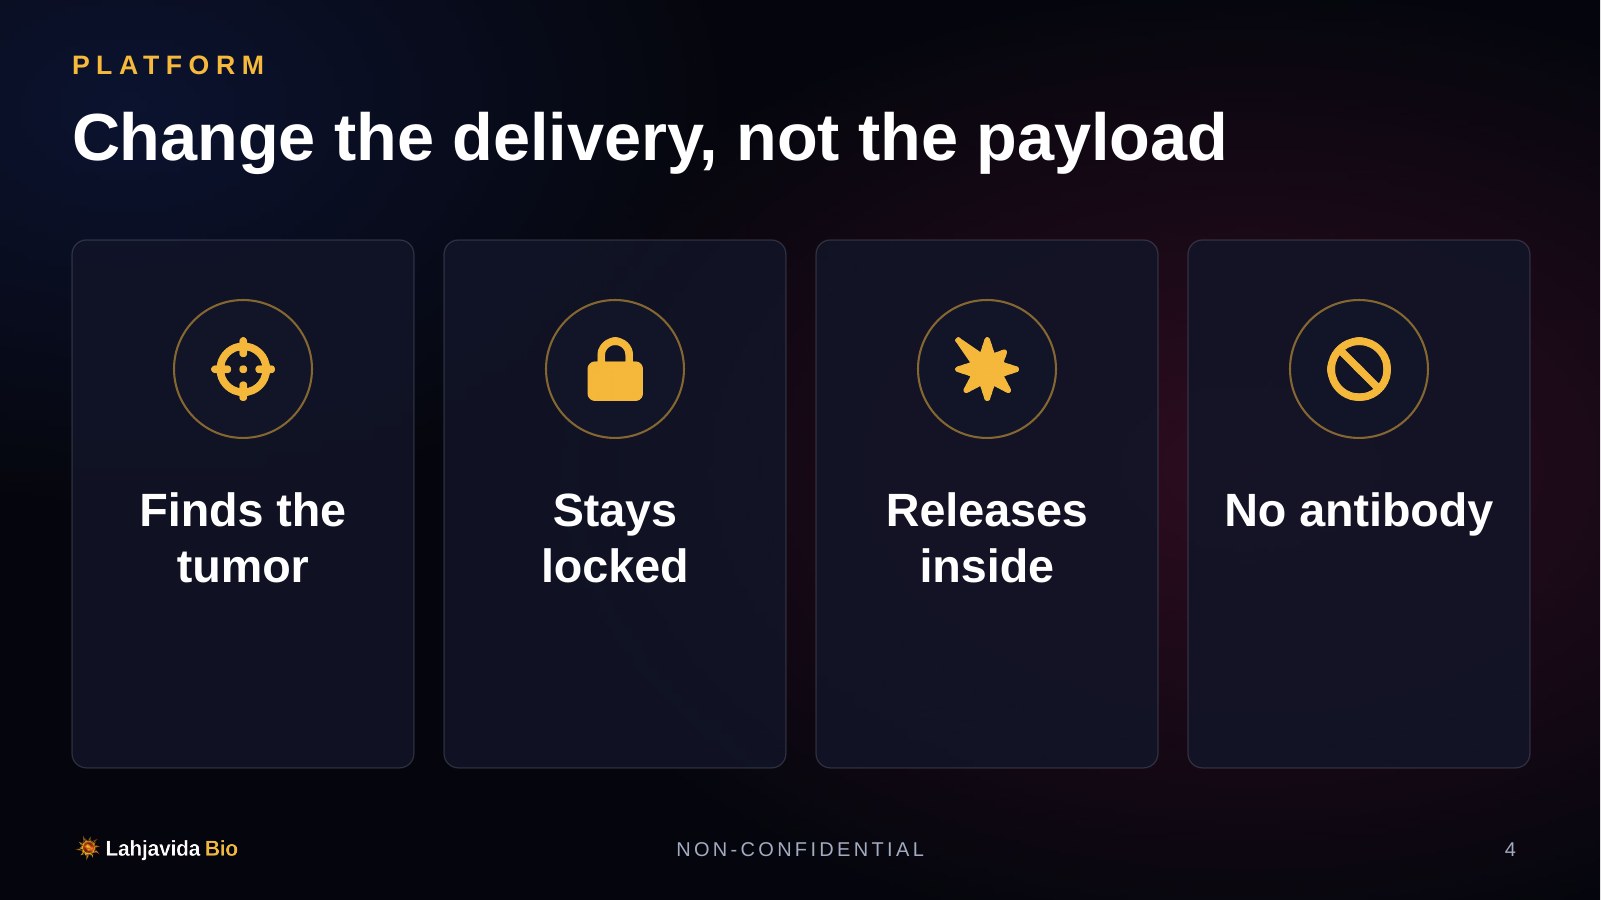 PLATFORM
Change the delivery, not the payload
Finds the
tumor
Stays
locked
Releases
inside
No antibody
Lahjavida Bio
NON-CONFIDENTIAL
4